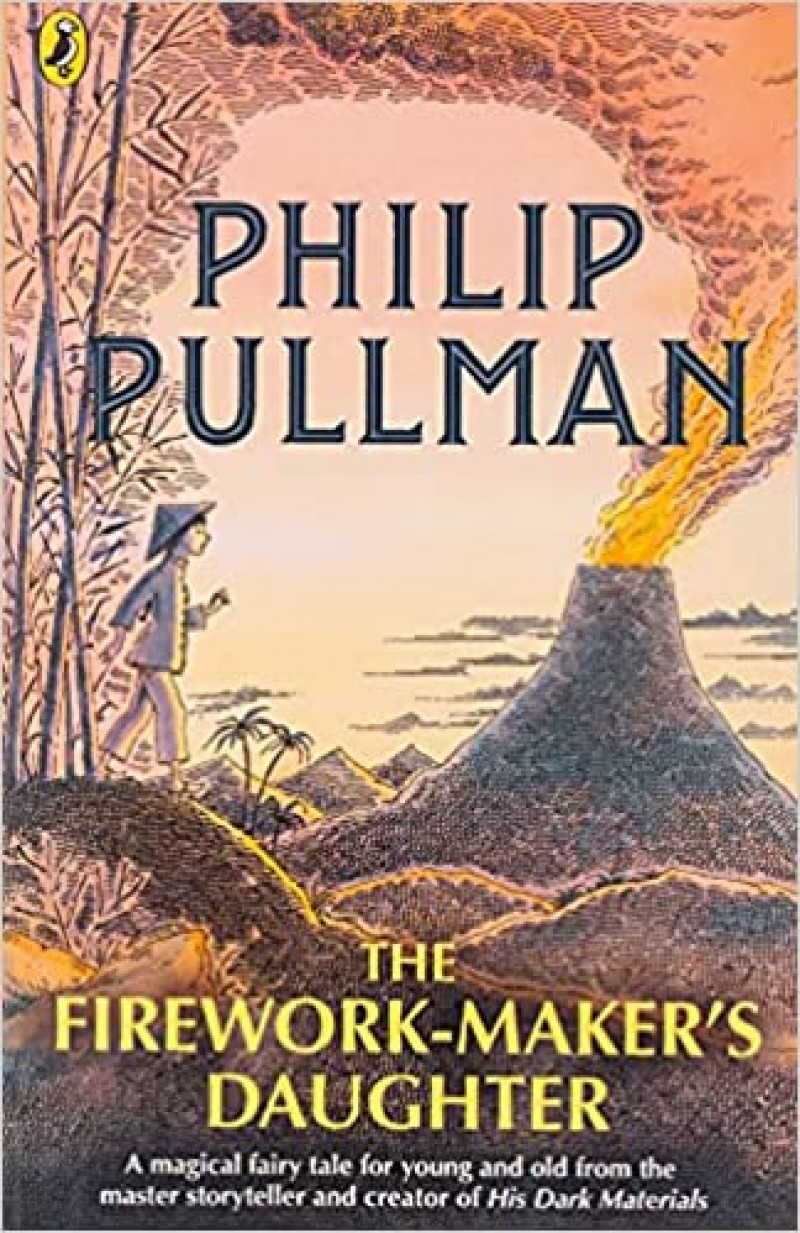 PHILIP
PULLMAN
THE
FIREWORK-MAKER'S
DAUGHTER
A magical fairy tale for young and old from the
master storyteller and creator of His Dark Materials